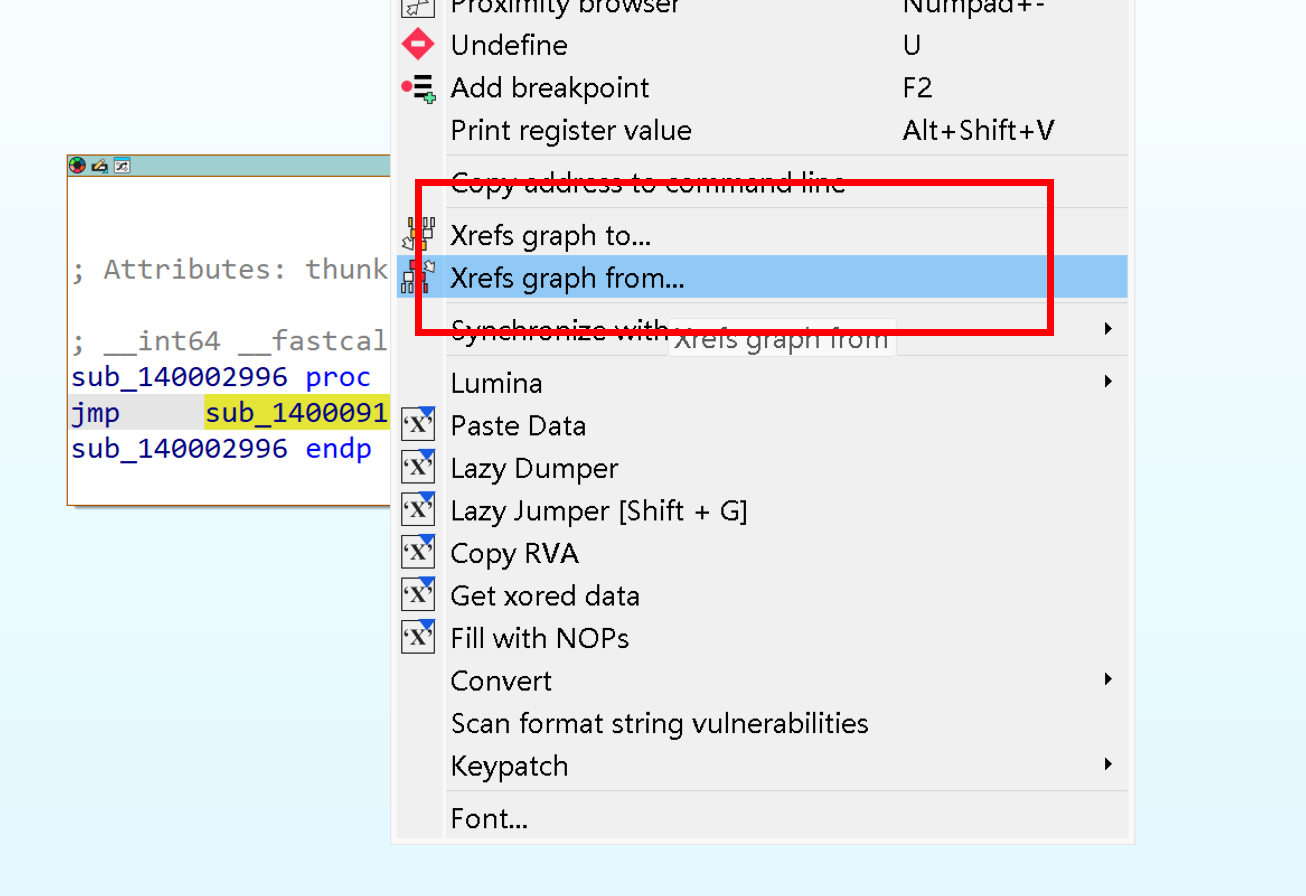 Proximity browser Numpad+-
Undefine U
Add breakpoint F2
Print register value Alt+Shift+V
Copy address to command line
; Attributes: thunk
Xrefs graph to...
Xrefs graph from...
; __int64 __fastcal
Synchronize with
Xrefs graph from
sub_140002996 proc
Lumina
jmp sub_1400091
Paste Data
sub_140002996 endp
Lazy Dumper
Lazy Jumper [Shift + G]
Copy RVA
Get xored data
Fill with NOPs
Convert
Scan format string vulnerabilities
Keypatch
Font...